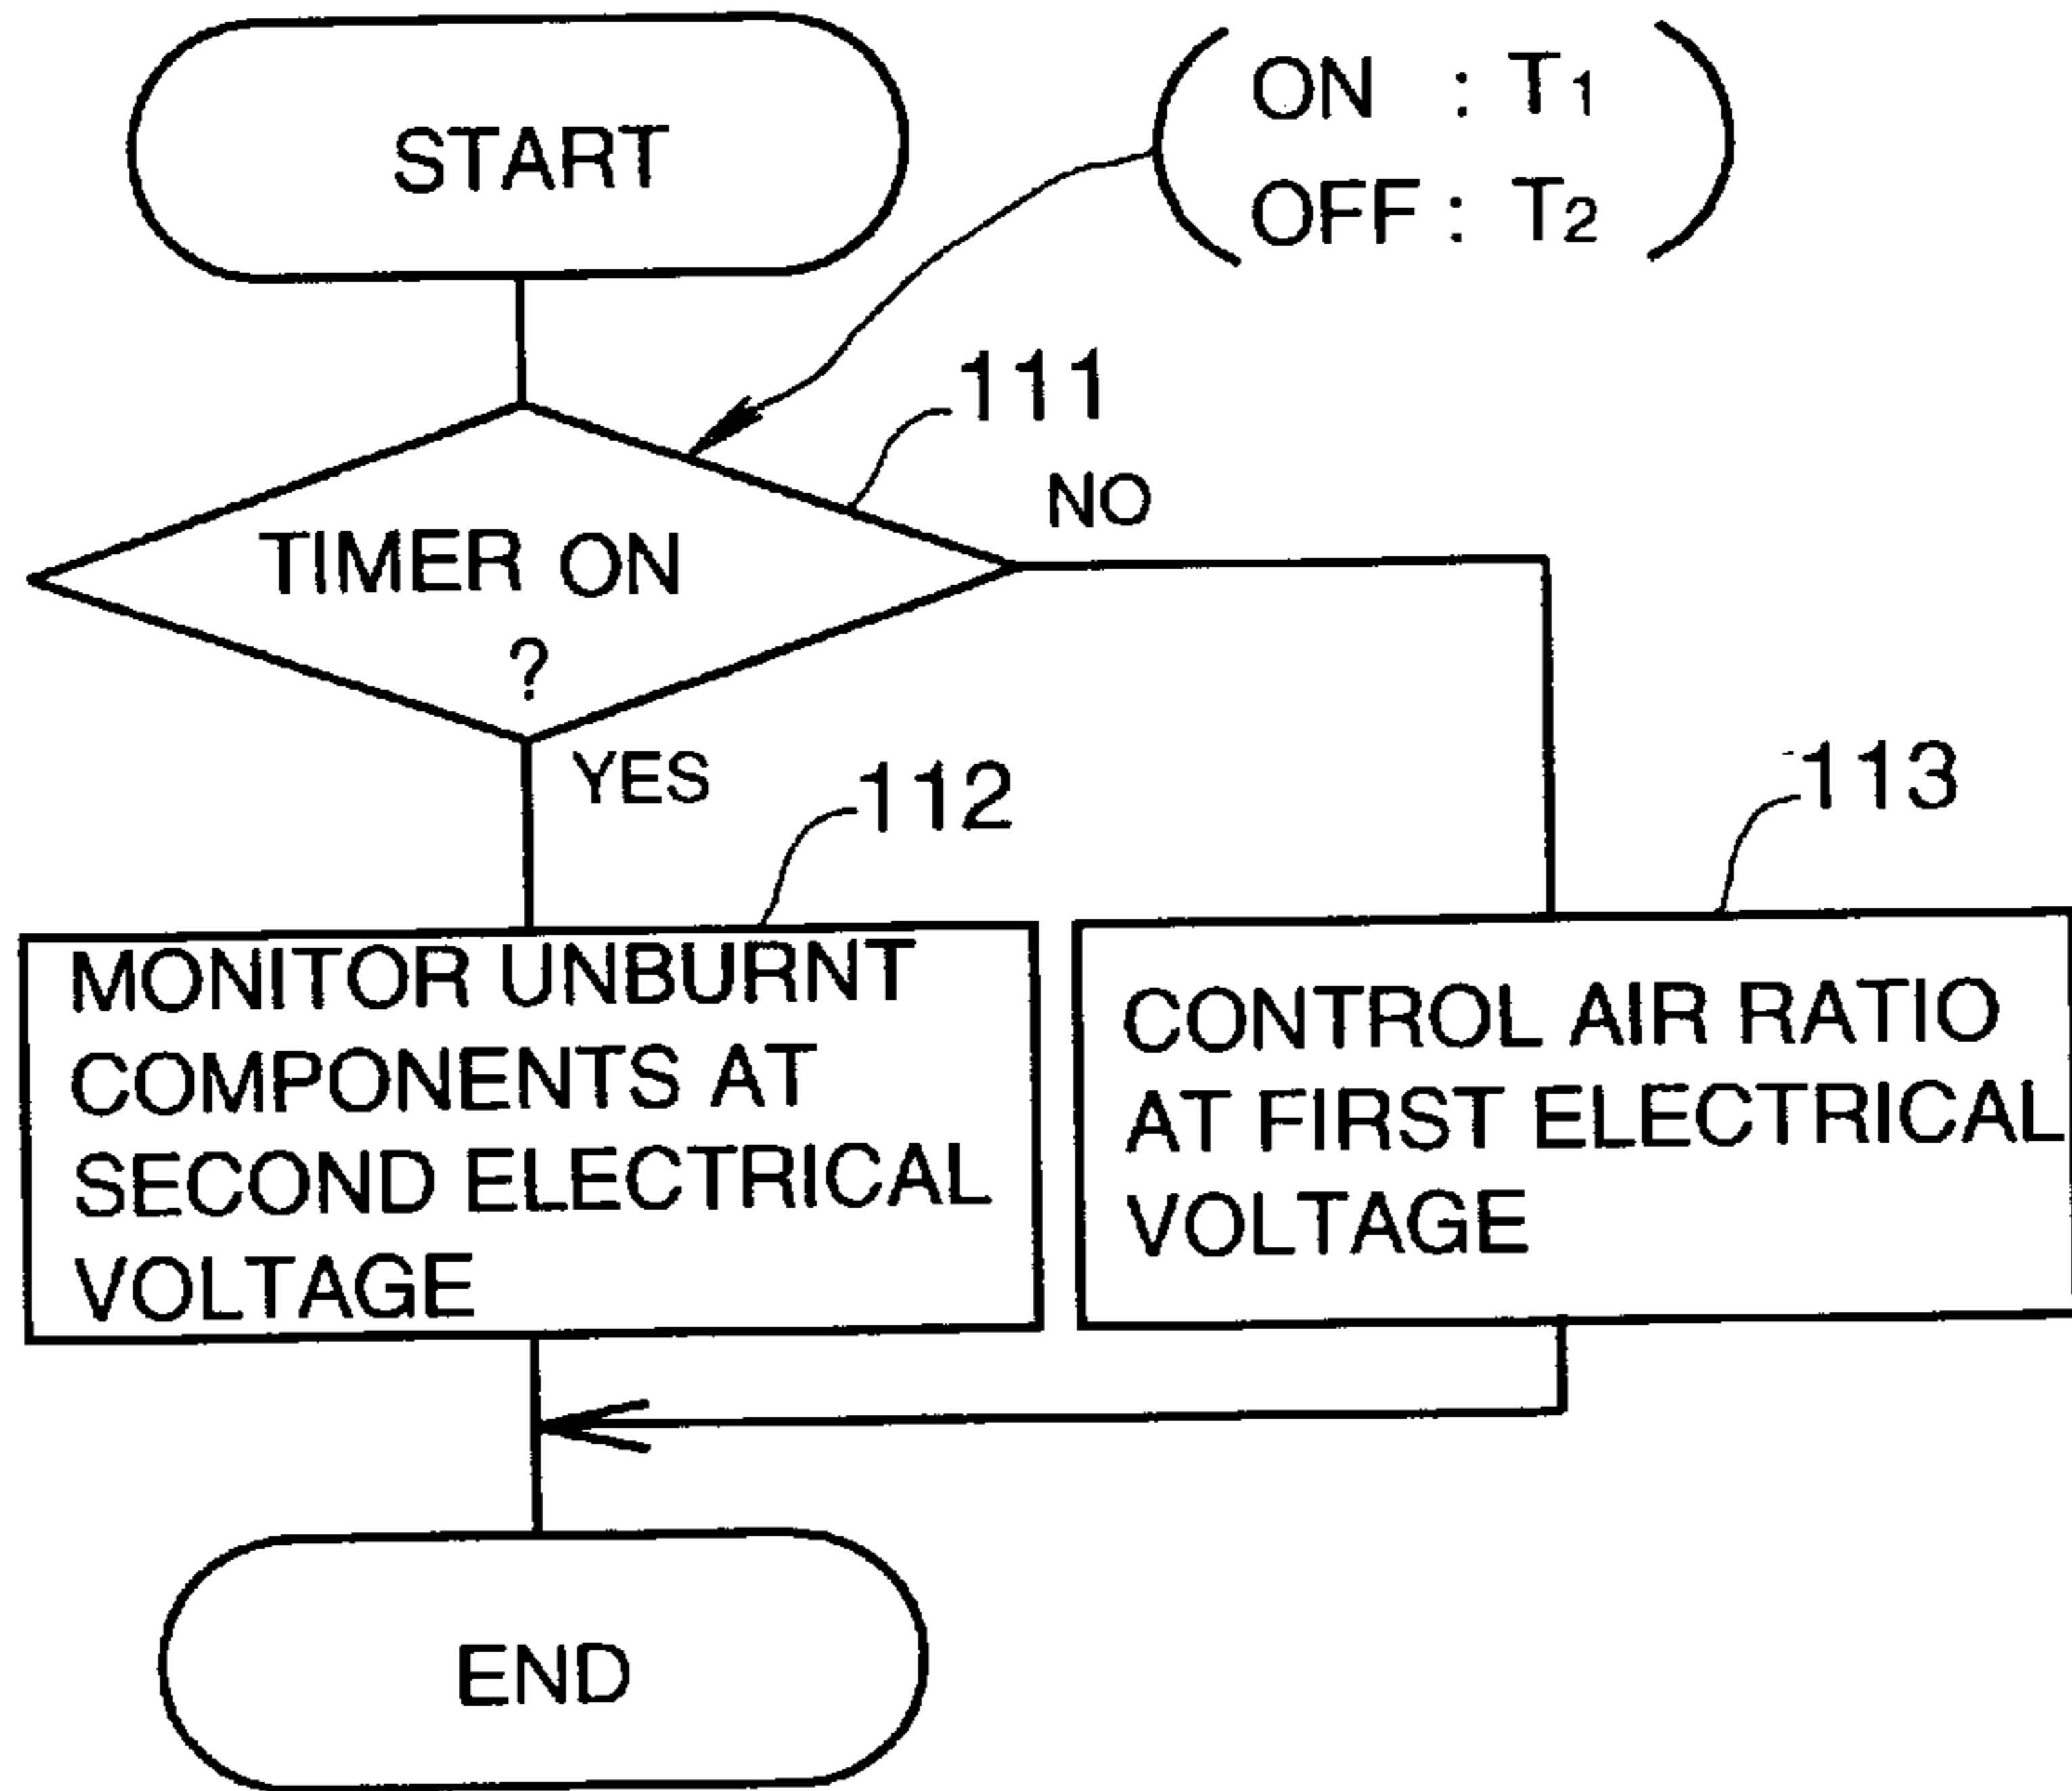 START
ON : T1
OFF : T2
111
TIMER ON
?
NO
YES
112
113
MONITOR UNBURNT
COMPONENTS AT
SECOND ELECTRICAL
VOLTAGE
CONTROL AIR RATIO
AT FIRST ELECTRICAL
VOLTAGE
END